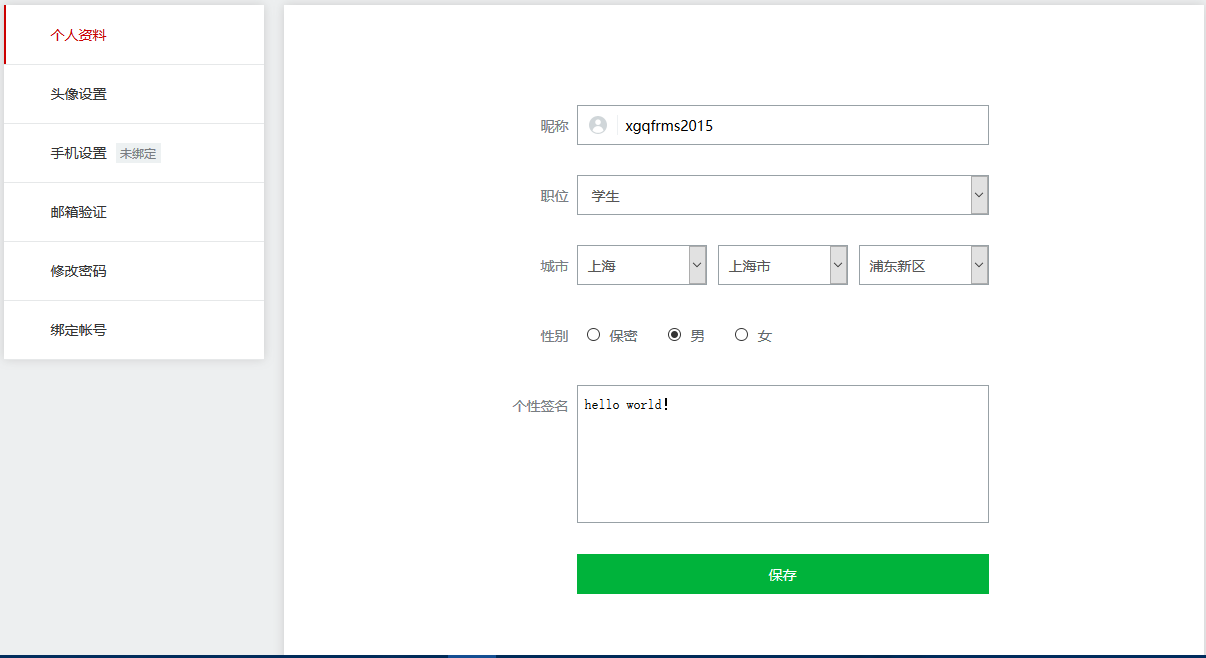 个人资料
头像设置
手机设置 未绑定
邮箱验证
修改密码
绑定帐号
昵称 xgqfrms2015
职位 学生
城市 上海 上海市 浦东新区
性别 保密 男 女
个性签名 hello world!
保存